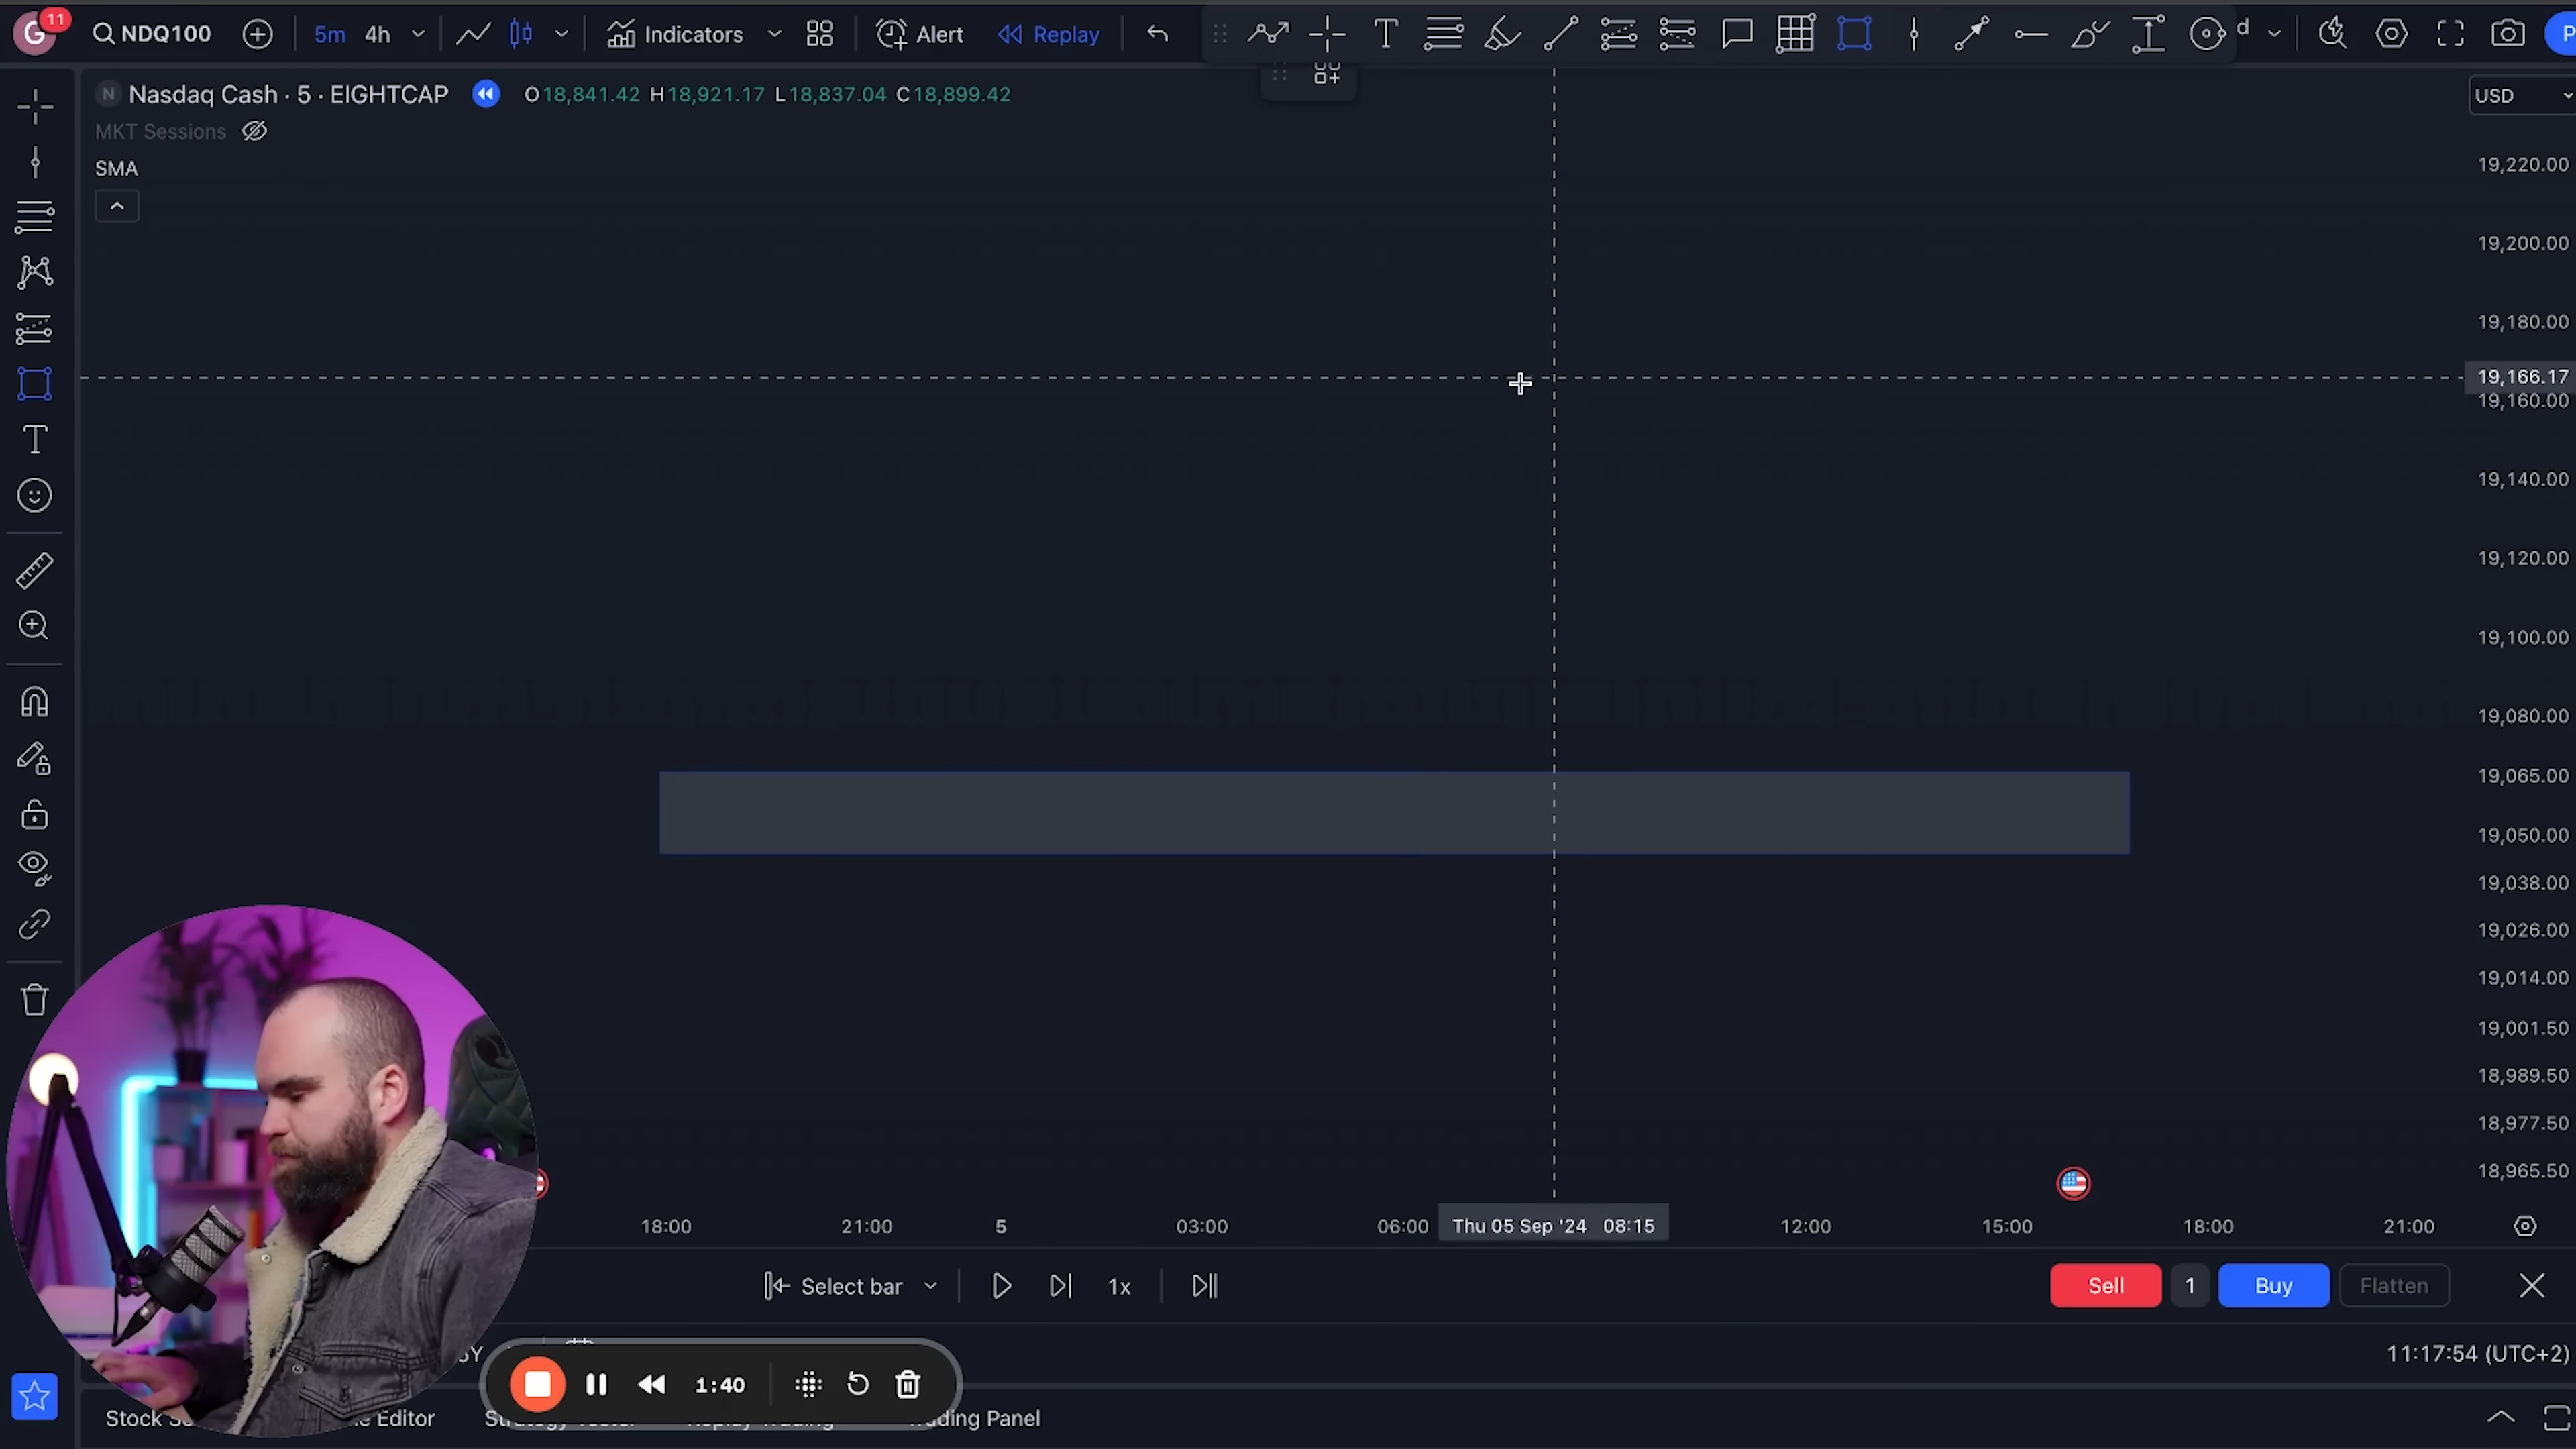 G 11 NDQ100 5m 4h Indicators Alert Replay T d P
N Nasdaq Cash · 5 · EIGHTCAP O18,841.42 H18,921.17 L18,837.04 C18,899.42
USD
MKT Sessions
SMA
19,220.00
19,200.00
19,180.00
19,166.17
19,160.00
19,140.00
19,120.00
19,100.00
19,080.00
19,065.00
19,050.00
19,038.00
19,026.00
19,014.00
19,001.50
18,989.50
18,977.50
18,965.50
18:00 21:00 5 03:00 06:00 Thu 05 Sep '24 08:15 12:00 15:00 18:00 21:00
Select bar 1x Sell 1 Buy Flatten
11:17:54 (UTC+2)
1:40
Stock Editor Trading Panel